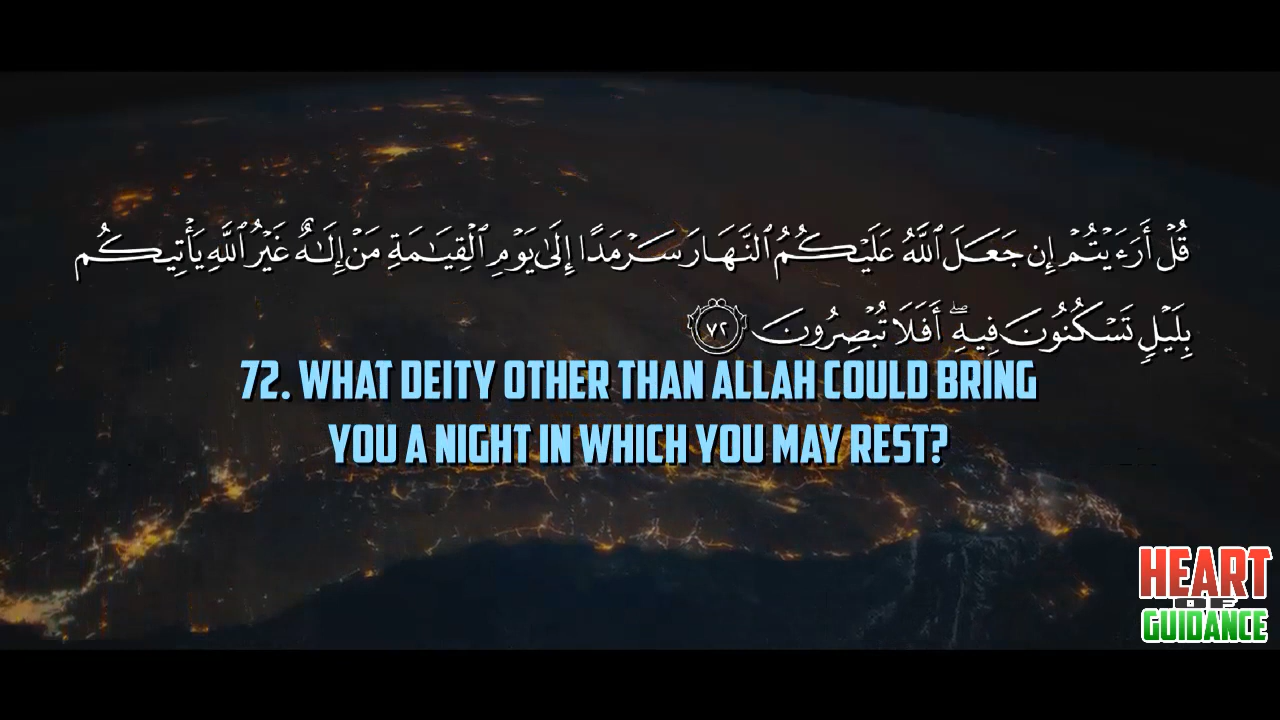 قُلْ أَرَءَيْتُمْ إِن جَعَلَ ٱللَّهُ عَلَيْكُمُ ٱلنَّهَارَ سَرْمَدًا إِلَىٰ يَوْمِ ٱلْقِيَـٰمَةِ مَنْ إِلَـٰهٌ غَيْرُ ٱللَّهِ يَأْتِيكُم
بِلَيْلٍ تَسْكُنُونَ فِيهِ ۖ أَفَلَا تُبْصِرُونَ ٧٢
72. WHAT DEITY OTHER THAN ALLAH COULD BRING
YOU A NIGHT IN WHICH YOU MAY REST?
HEART
OF
GUIDANCE